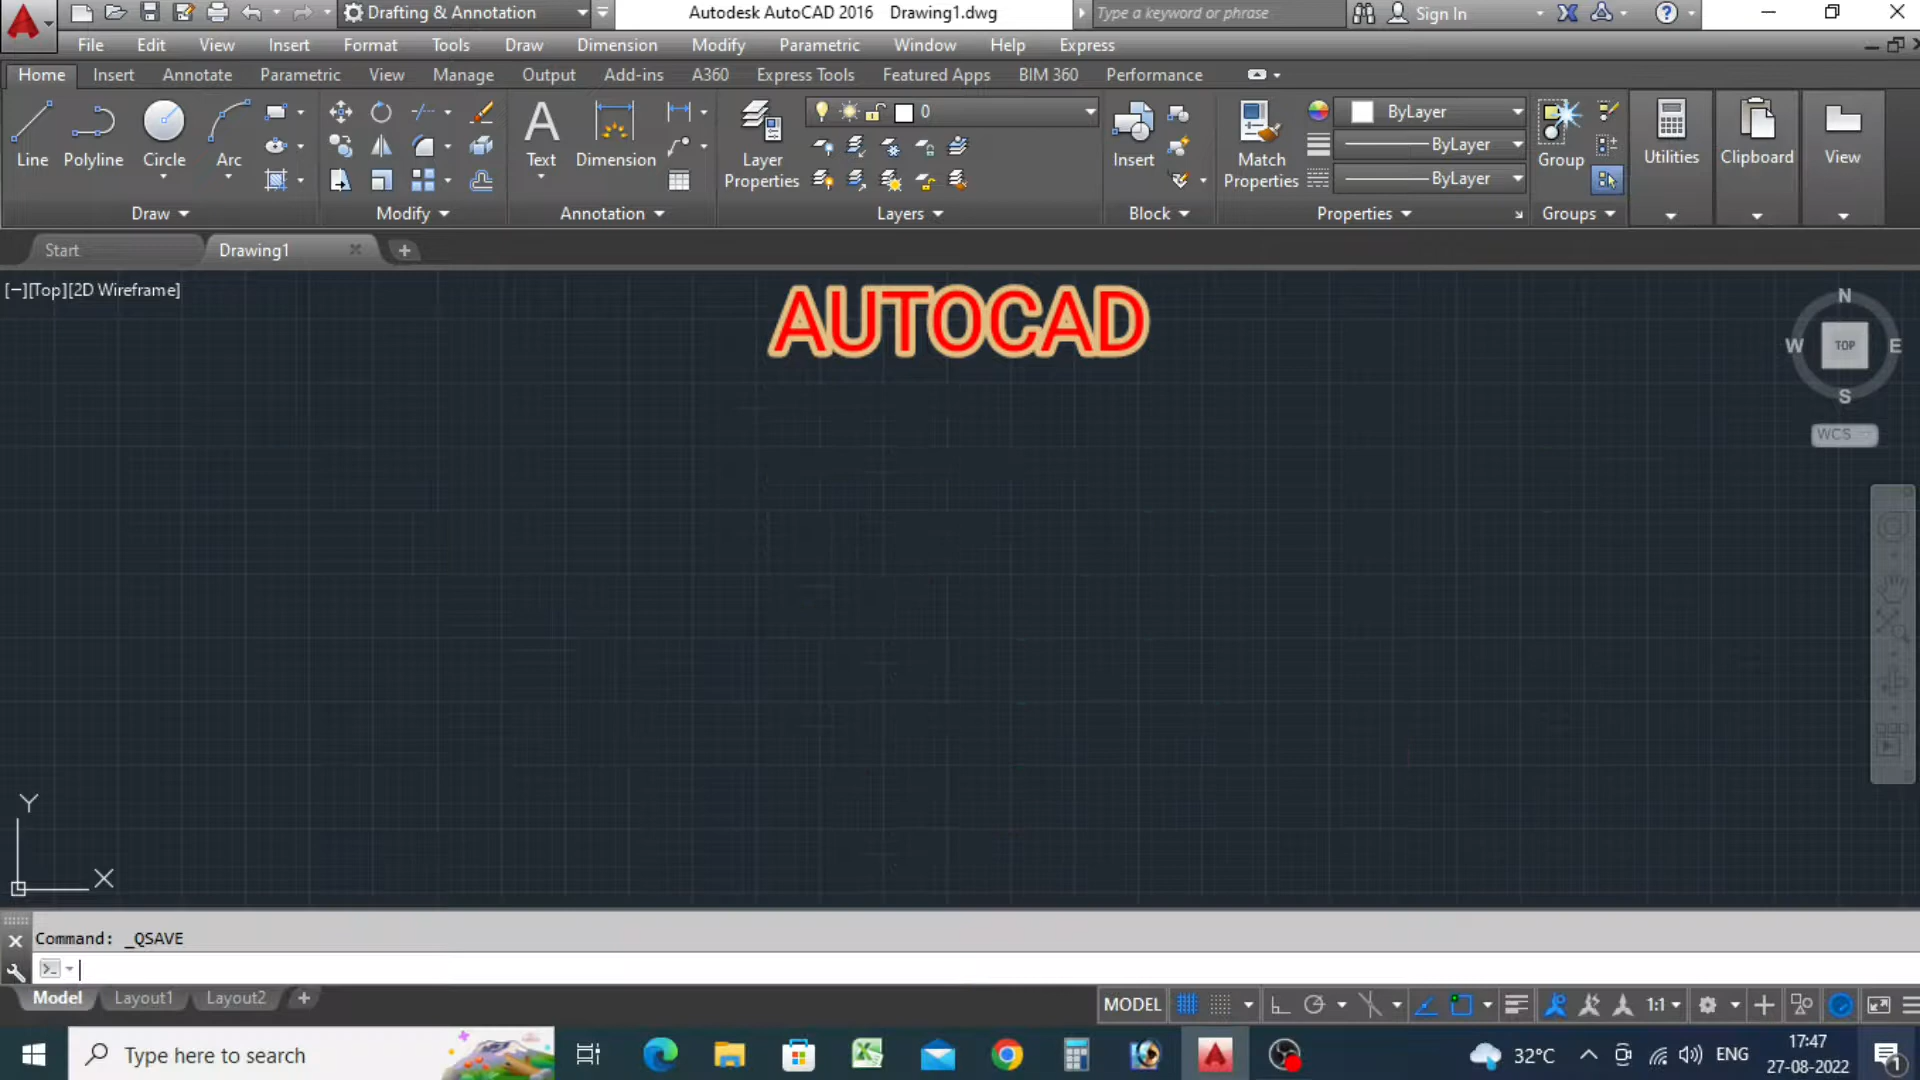 Drafting & Annotation Autodesk AutoCAD 2016 Drawing1.dwg Type a keyword or phrase Sign In
File Edit View Insert Format Tools Draw Dimension Modify Parametric Window Help Express
Home Insert Annotate Parametric View Manage Output Add-ins A360 Express Tools Featured Apps BIM 360 Performance
0 ByLayer
ByLayer
Line Polyline Circle Arc Text Dimension Layer Properties Insert Match Properties Group Utilities Clipboard View
ByLayer
Draw Modify Annotation Layers Block Properties Groups
Start Drawing1
[−][Top][2D Wireframe]
AUTOCAD
N
W TOP E
S
WCS
Y
X
Command: _QSAVE
Model Layout1 Layout2
MODEL 1:1
Type here to search 32°C ENG 17:47
27-08-2022
1